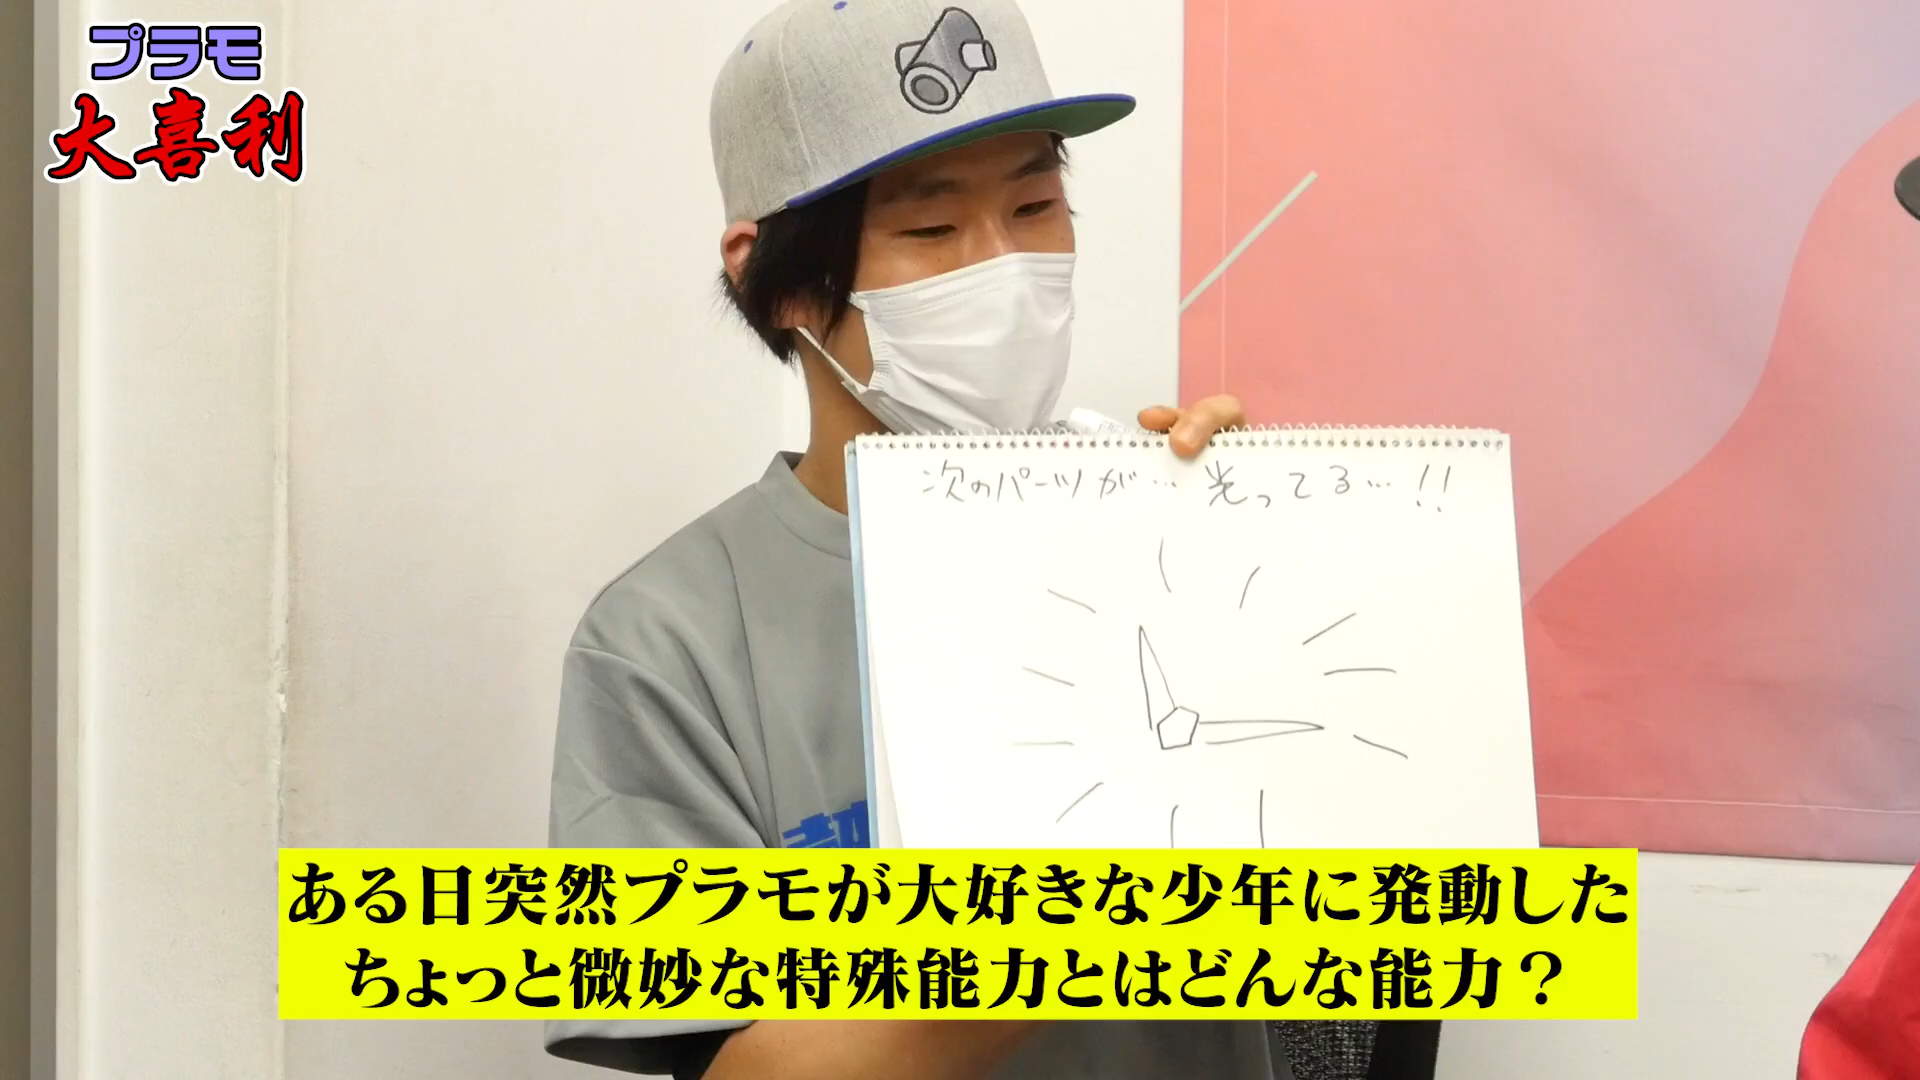 プラモ
大喜利
次のパーツが… 光ってる…!!
ある日突然プラモが大好きな少年に発動した
ちょっと微妙な特殊能力とはどんな能力？